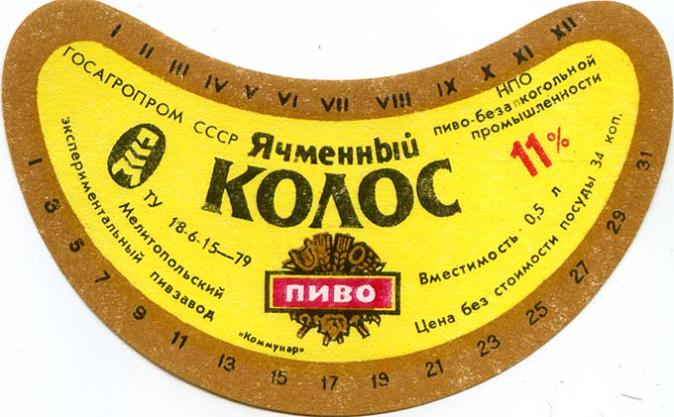 I II III IV V VI VII VIII IX X XI XII
ГОСАГРОПРОМ СССР
НПО
пиво-безалкогольной
промышленности
Ячменный
КОЛОС
11%
ТУ 18-6-15—79
Мелитопольский
экспериментальный пивзавод
«Коммунар»
ПИВО
Вместимость 0,5 л
Цена без стоимости посуды 34 коп.
1 3 5 7 9 11 13 15 17 19 21 23 25 27 29 31